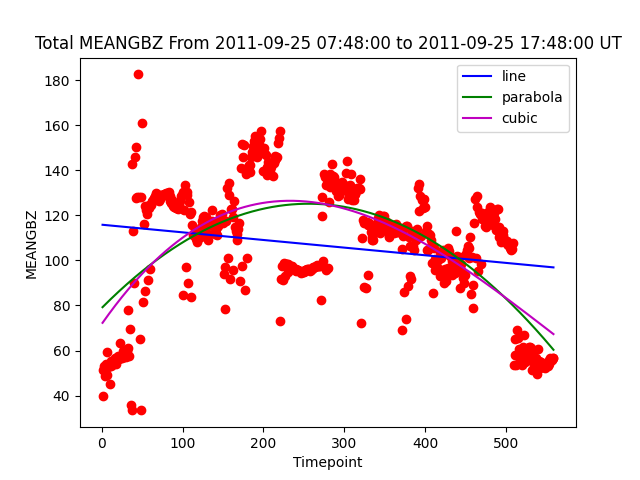 Total MEANGBZ From 2011-09-25 07:48:00 to 2011-09-25 17:48:00 UT
line
parabola
cubic
MEANGBZ
180
160
140
120
100
80
60
40
0 100 200 300 400 500
Timepoint